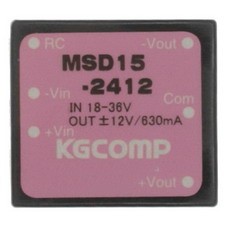 RC
-Vout
MSD15
-2412
-Vin
Com
IN 18-36V
OUT ±12V/630mA
+Vin
KGCOMP
+Vout